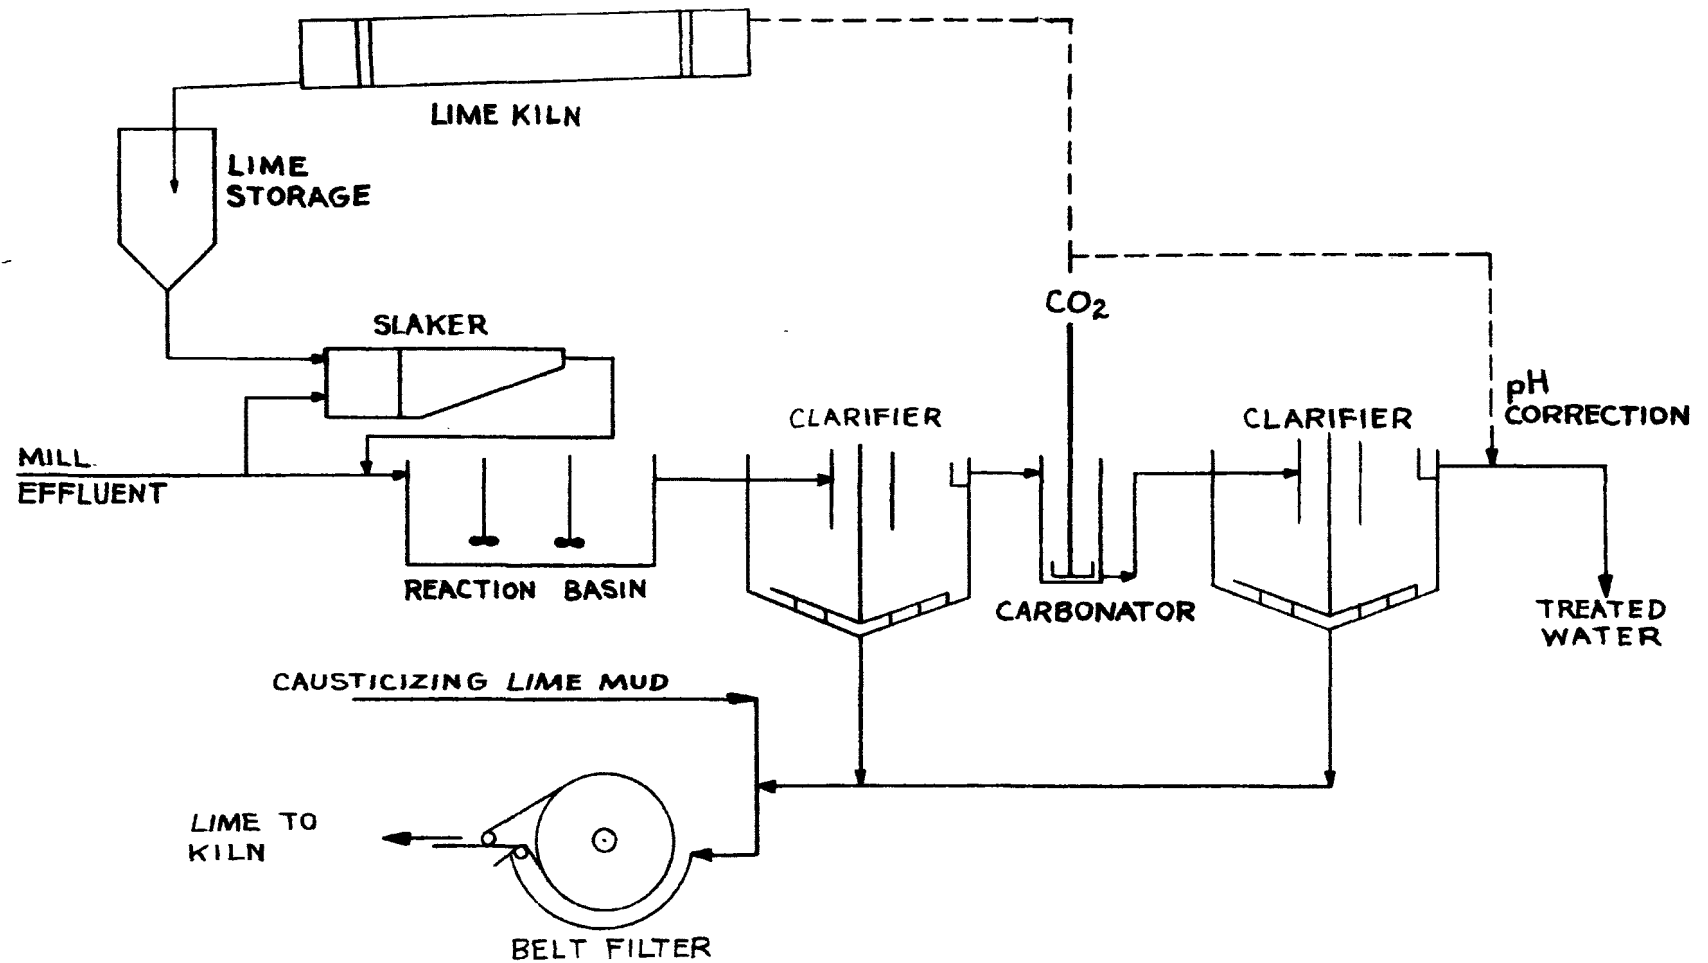 LIME KILN
LIME
STORAGE
CO2
SLAKER
pH
CORRECTION
CLARIFIER
CLARIFIER
MILL
EFFLUENT
REACTION BASIN
CARBONATOR
TREATED
WATER
CAUSTICIZING LIME MUD
LIME TO
KILN
BELT FILTER